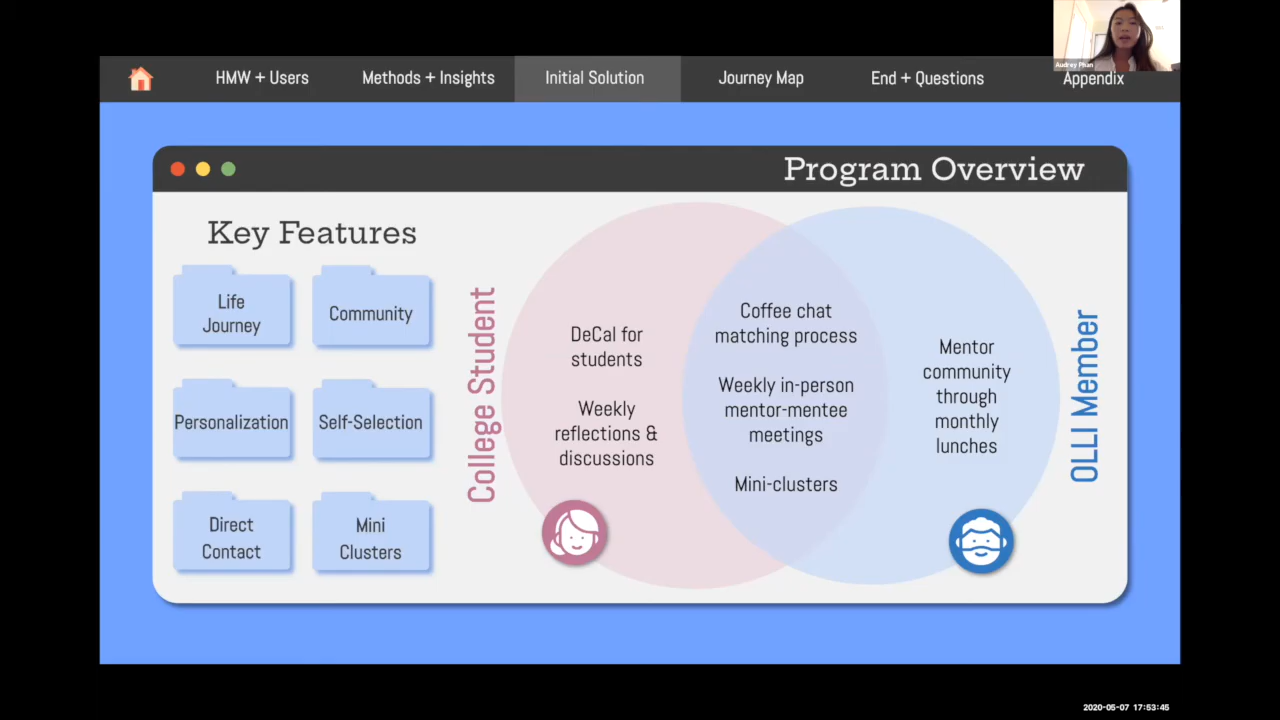 HMW + Users
Methods + Insights
Initial Solution
Journey Map
End + Questions
Appendix
Audrey Phan
Program Overview
Key Features
Life
Journey
Community
Personalization
Self-Selection
Direct
Contact
Mini
Clusters
College Student
DeCal for
students
Weekly
reflections &
discussions
Coffee chat
matching process
Weekly in-person
mentor-mentee
meetings
Mini-clusters
Mentor
community
through
monthly
lunches
OLLI Member
2020-05-07 17:53:45